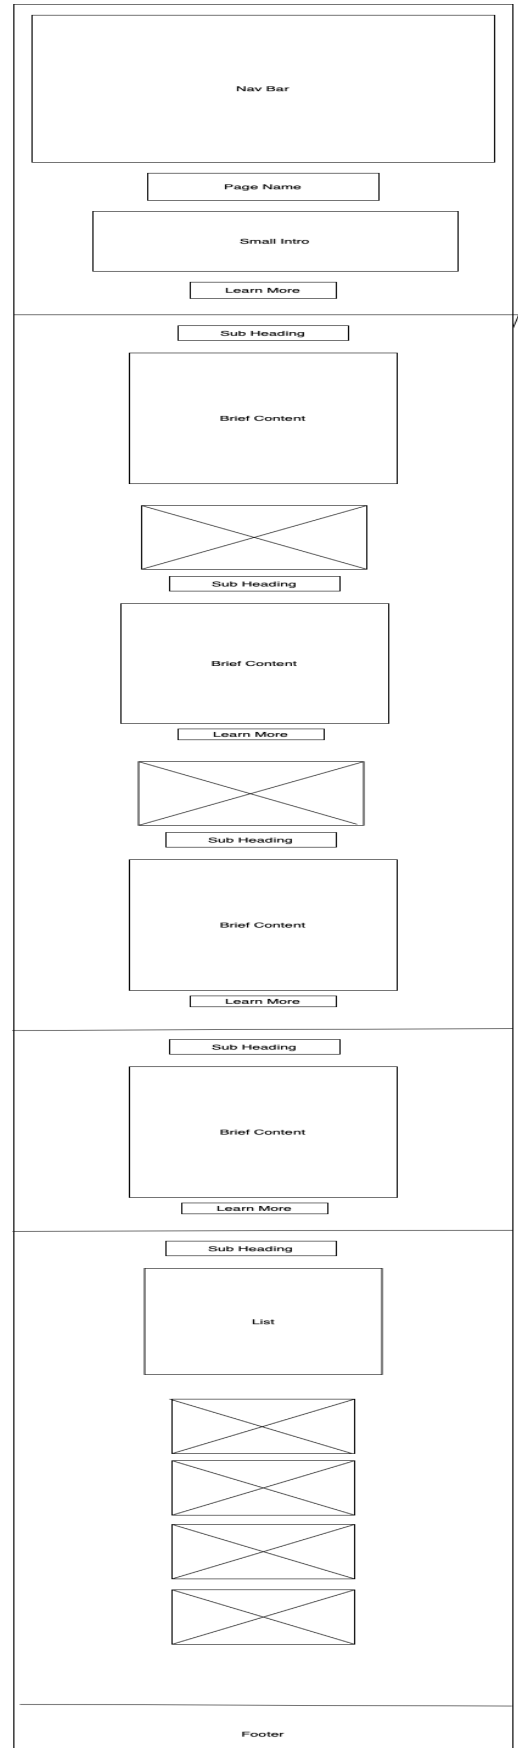 Nav Bar
Page Name
Small Intro
Learn More
Sub Heading
Brief Content
Sub Heading
Brief Content
Learn More
Sub Heading
Brief Content
Learn More
Sub Heading
Brief Content
Learn More
Sub Heading
List
Footer